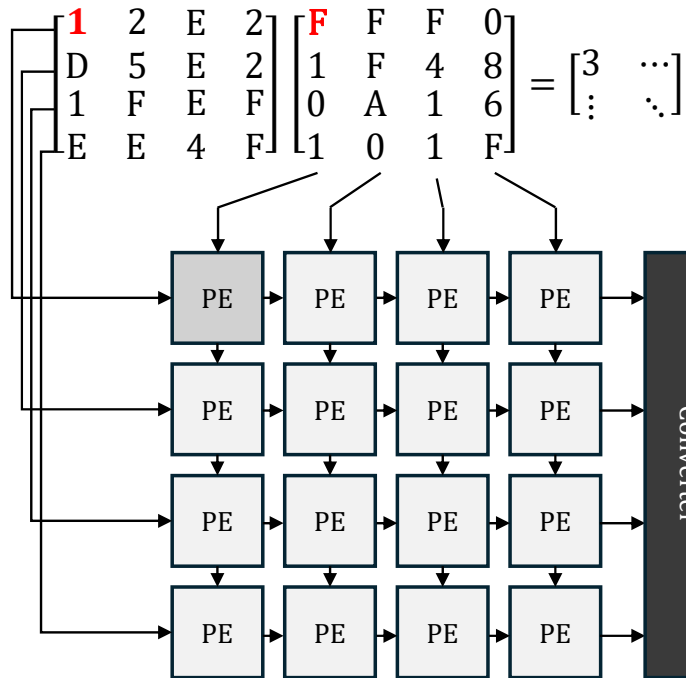 1 2 E 2 F F F 0
D 5 E 2 1 F 4 8 = 3 ⋯
1 F E F 0 A 1 6 ⋮ ⋱
E E 4 F 1 0 1 F
PE PE PE PE
PE PE PE PE
PE PE PE PE
PE PE PE PE
Converter